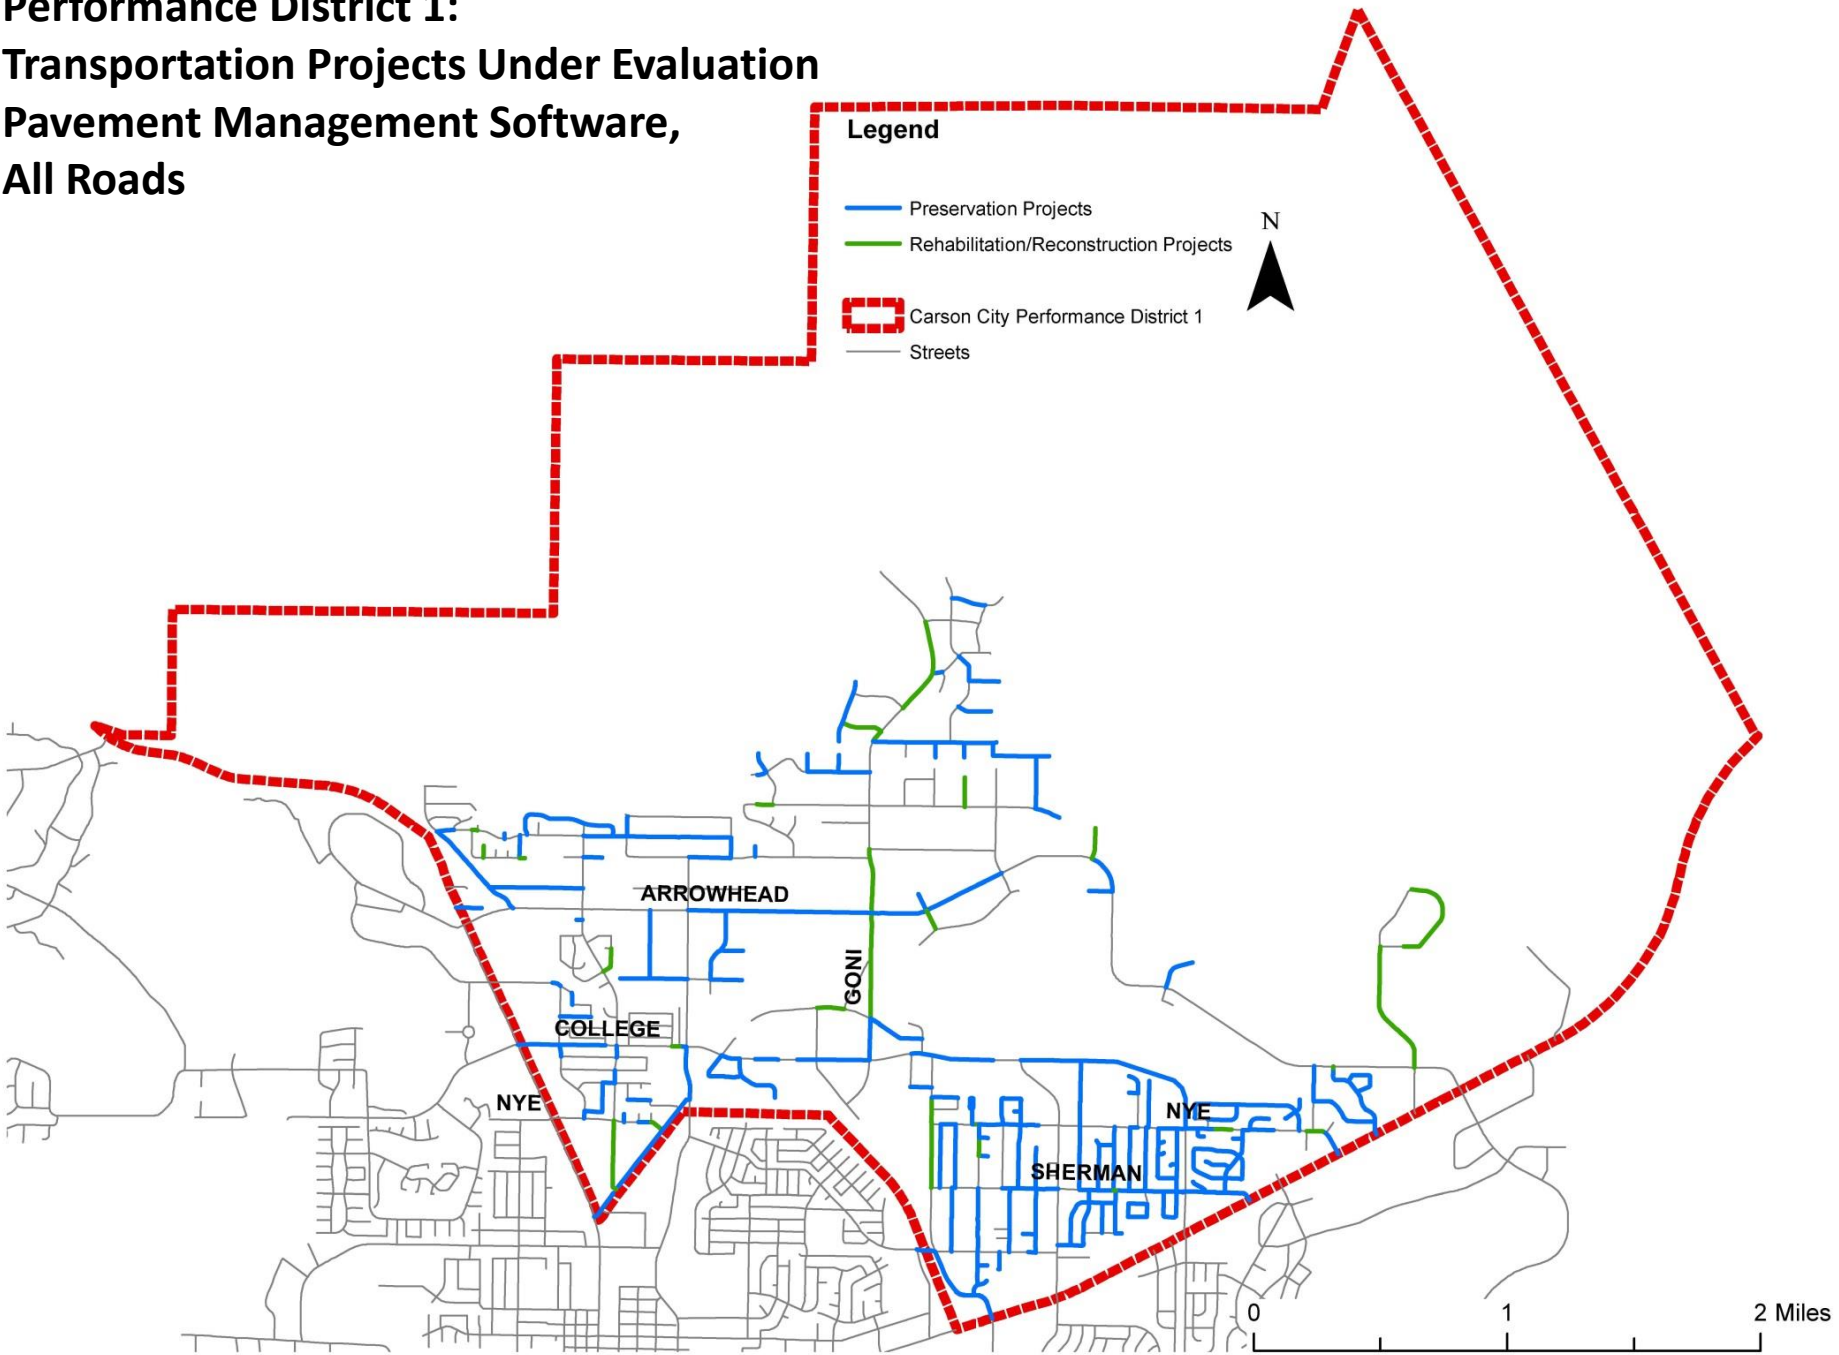 Performance District 1:
Transportation Projects Under Evaluation
Pavement Management Software,
All Roads
Legend
Preservation Projects
Rehabilitation/Reconstruction Projects
Carson City Performance District 1
Streets
N
ARROWHEAD
GONI
COLLEGE
NYE
NYE
SHERMAN
0 1 2 Miles